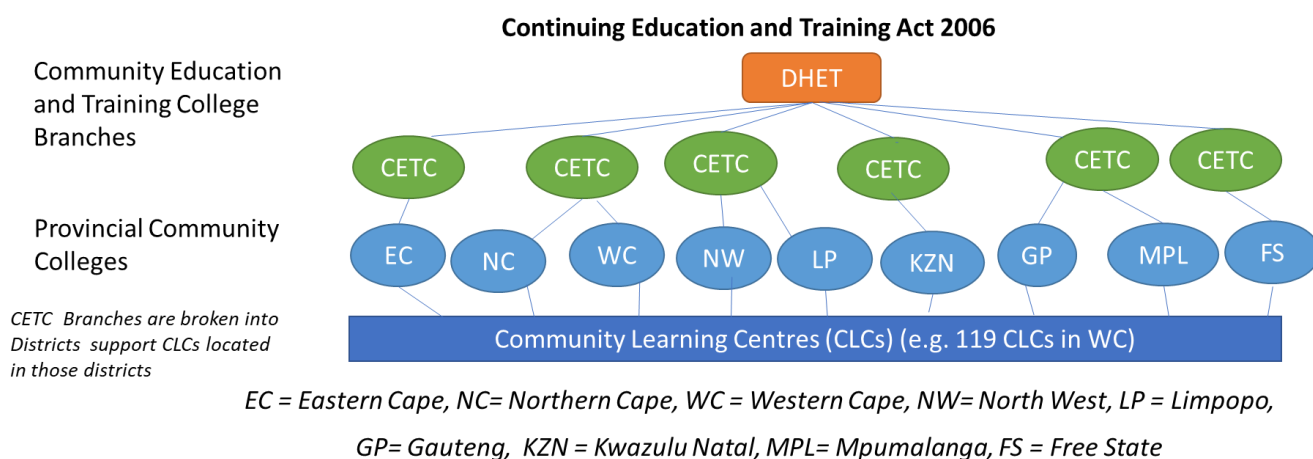 Continuing Education and Training Act 2006
Community Education
and Training College
Branches
DHET
CETC
CETC
CETC
CETC
CETC
CETC
Provincial Community
Colleges
EC
NC
WC
NW
LP
KZN
GP
MPL
FS
CETC Branches are broken into
Districts support CLCs located
in those districts
Community Learning Centres (CLCs) (e.g. 119 CLCs in WC)
EC = Eastern Cape, NC= Northern Cape, WC = Western Cape, NW= North West, LP = Limpopo,
GP= Gauteng, KZN = Kwazulu Natal, MPL= Mpumalanga, FS = Free State